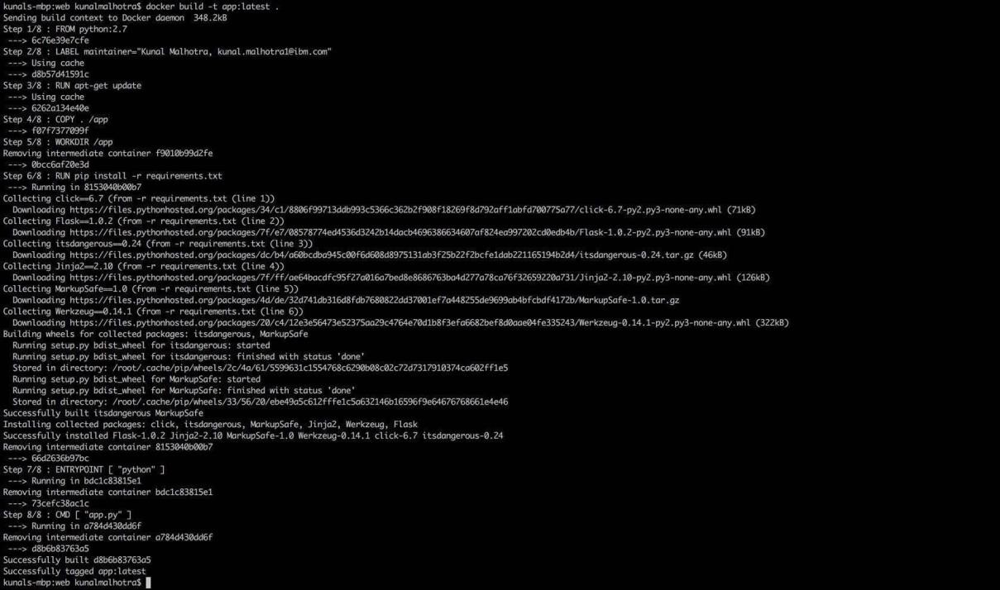 kunals-mbp:web kunalmalhotra$ docker build -t app:latest .
Sending build context to Docker daemon  348.2kB
Step 1/8 : FROM python:2.7
 ---> 6c76e39e7cfe
Step 2/8 : LABEL maintainer="Kunal Malhotra, kunal.malhotra1@ibm.com"
 ---> Using cache
 ---> d8b57d41591c
Step 3/8 : RUN apt-get update
 ---> Using cache
 ---> 6262a134e40e
Step 4/8 : COPY . /app
 ---> f07f7377099f
Step 5/8 : WORKDIR /app
Removing intermediate container f9010b99d2fe
 ---> 0bcc6af20e3d
Step 6/8 : RUN pip install -r requirements.txt
 ---> Running in 8153040b00b7
Collecting click==6.7 (from -r requirements.txt (line 1))
  Downloading https://files.pythonhosted.org/packages/34/c1/8806f99713ddb993c5366c362b2f908f18269f8d792aff1abfd700775a77/click-6.7-py2.py3-none-any.whl (71kB)
Collecting Flask==1.0.2 (from -r requirements.txt (line 2))
  Downloading https://files.pythonhosted.org/packages/7f/e7/08578774ed4536d3242b14dacb4696386634607af824ea997202cd0edb4b/Flask-1.0.2-py2.py3-none-any.whl (91kB)
Collecting itsdangerous==0.24 (from -r requirements.txt (line 3))
  Downloading https://files.pythonhosted.org/packages/dc/b4/a60bcdba945c00f6d608d8975131ab3f25b22f2bcfe1dab221165194b2d4/itsdangerous-0.24.tar.gz (46kB)
Collecting Jinja2==2.10 (from -r requirements.txt (line 4))
  Downloading https://files.pythonhosted.org/packages/7f/ff/ae64bacdfc95f27a016a7bed8e8686763ba4d277a78ca76f32659220a731/Jinja2-2.10-py2.py3-none-any.whl (126kB)
Collecting MarkupSafe==1.0 (from -r requirements.txt (line 5))
  Downloading https://files.pythonhosted.org/packages/4d/de/32d741db316d8fdb7680822dd37001ef7a448255de9699ab4bfcbdf4172b/MarkupSafe-1.0.tar.gz
Collecting Werkzeug==0.14.1 (from -r requirements.txt (line 6))
  Downloading https://files.pythonhosted.org/packages/20/c4/12e3e56473e52375aa29c4764e70d1b8f3efa6682bef8d0aae04fe335243/Werkzeug-0.14.1-py2.py3-none-any.whl (322kB)
Building wheels for collected packages: itsdangerous, MarkupSafe
  Running setup.py bdist_wheel for itsdangerous: started
  Running setup.py bdist_wheel for itsdangerous: finished with status 'done'
  Stored in directory: /root/.cache/pip/wheels/2c/4a/61/5599631c1554768c6290b08c02c72d7317910374ca602ff1e5
  Running setup.py bdist_wheel for MarkupSafe: started
  Running setup.py bdist_wheel for MarkupSafe: finished with status 'done'
  Stored in directory: /root/.cache/pip/wheels/33/56/20/ebe49a5c612fffe1c5a632146b16596f9e64676768661e4e46
Successfully built itsdangerous MarkupSafe
Installing collected packages: click, itsdangerous, MarkupSafe, Jinja2, Werkzeug, Flask
Successfully installed Flask-1.0.2 Jinja2-2.10 MarkupSafe-1.0 Werkzeug-0.14.1 click-6.7 itsdangerous-0.24
Removing intermediate container 8153040b00b7
 ---> 66d2636b97bc
Step 7/8 : ENTRYPOINT [ "python" ]
 ---> Running in bdc1c83815e1
Removing intermediate container bdc1c83815e1
 ---> 73cefc38ac1c
Step 8/8 : CMD [ "app.py" ]
 ---> Running in a784d430dd6f
Removing intermediate container a784d430dd6f
 ---> d8b6b83763a5
Successfully built d8b6b83763a5
Successfully tagged app:latest
kunals-mbp:web kunalmalhotra$